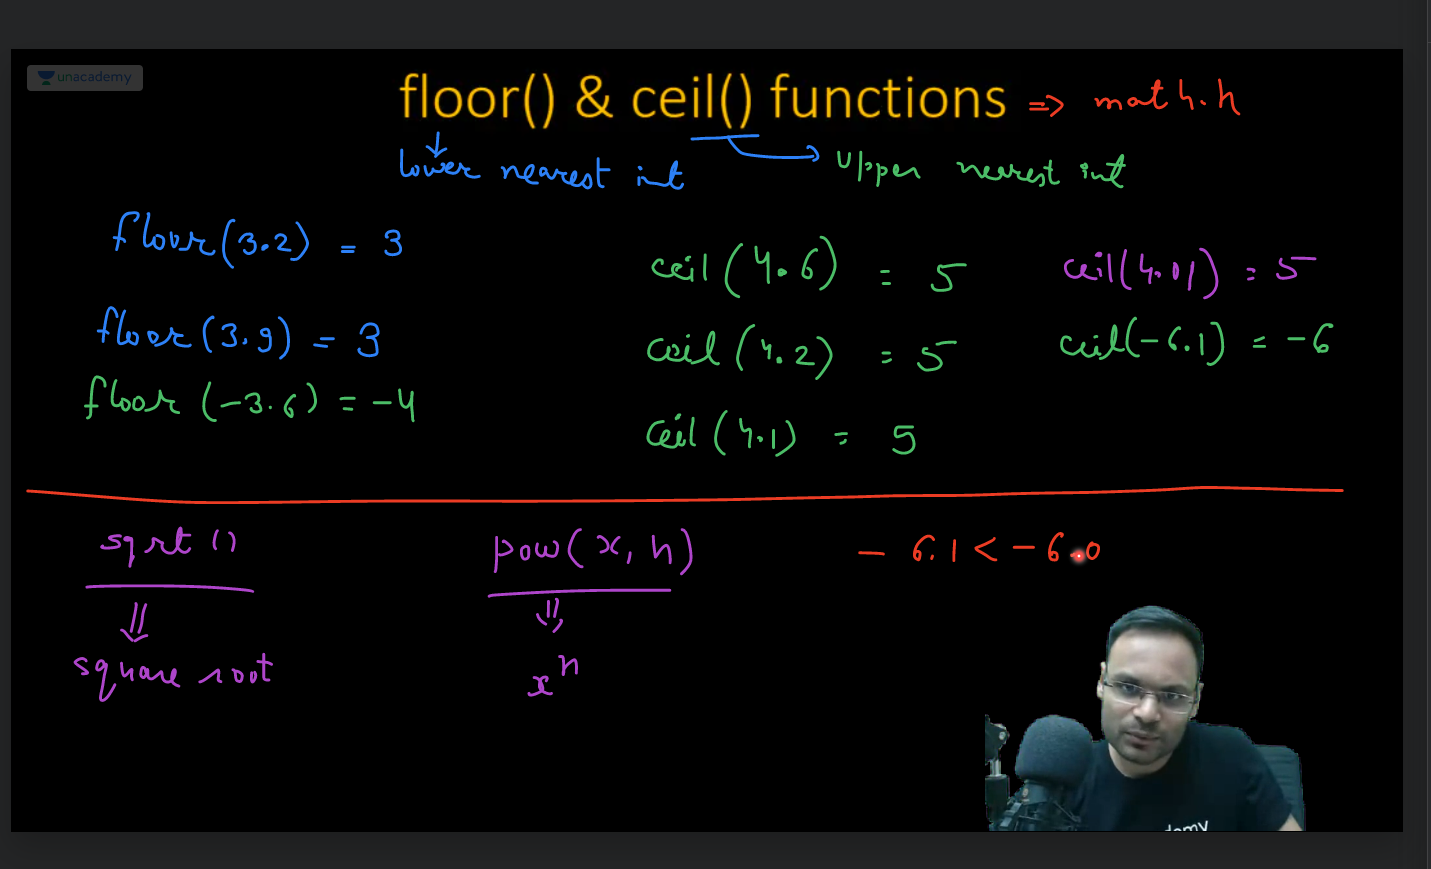 unacademy
floor() & ceil() functions => math.h
lower nearest int
Upper nearest int
floor(3.2) = 3
floor(3.9) = 3
floor(-3.6) = -4
ceil(4.6) = 5
ceil(4.2) = 5
ceil(4.1) = 5
ceil(4.01) = 5
ceil(-6.1) = -6
sqrt()
square root
pow(x, n)
xⁿ
- 6.1 < - 6.0
demy